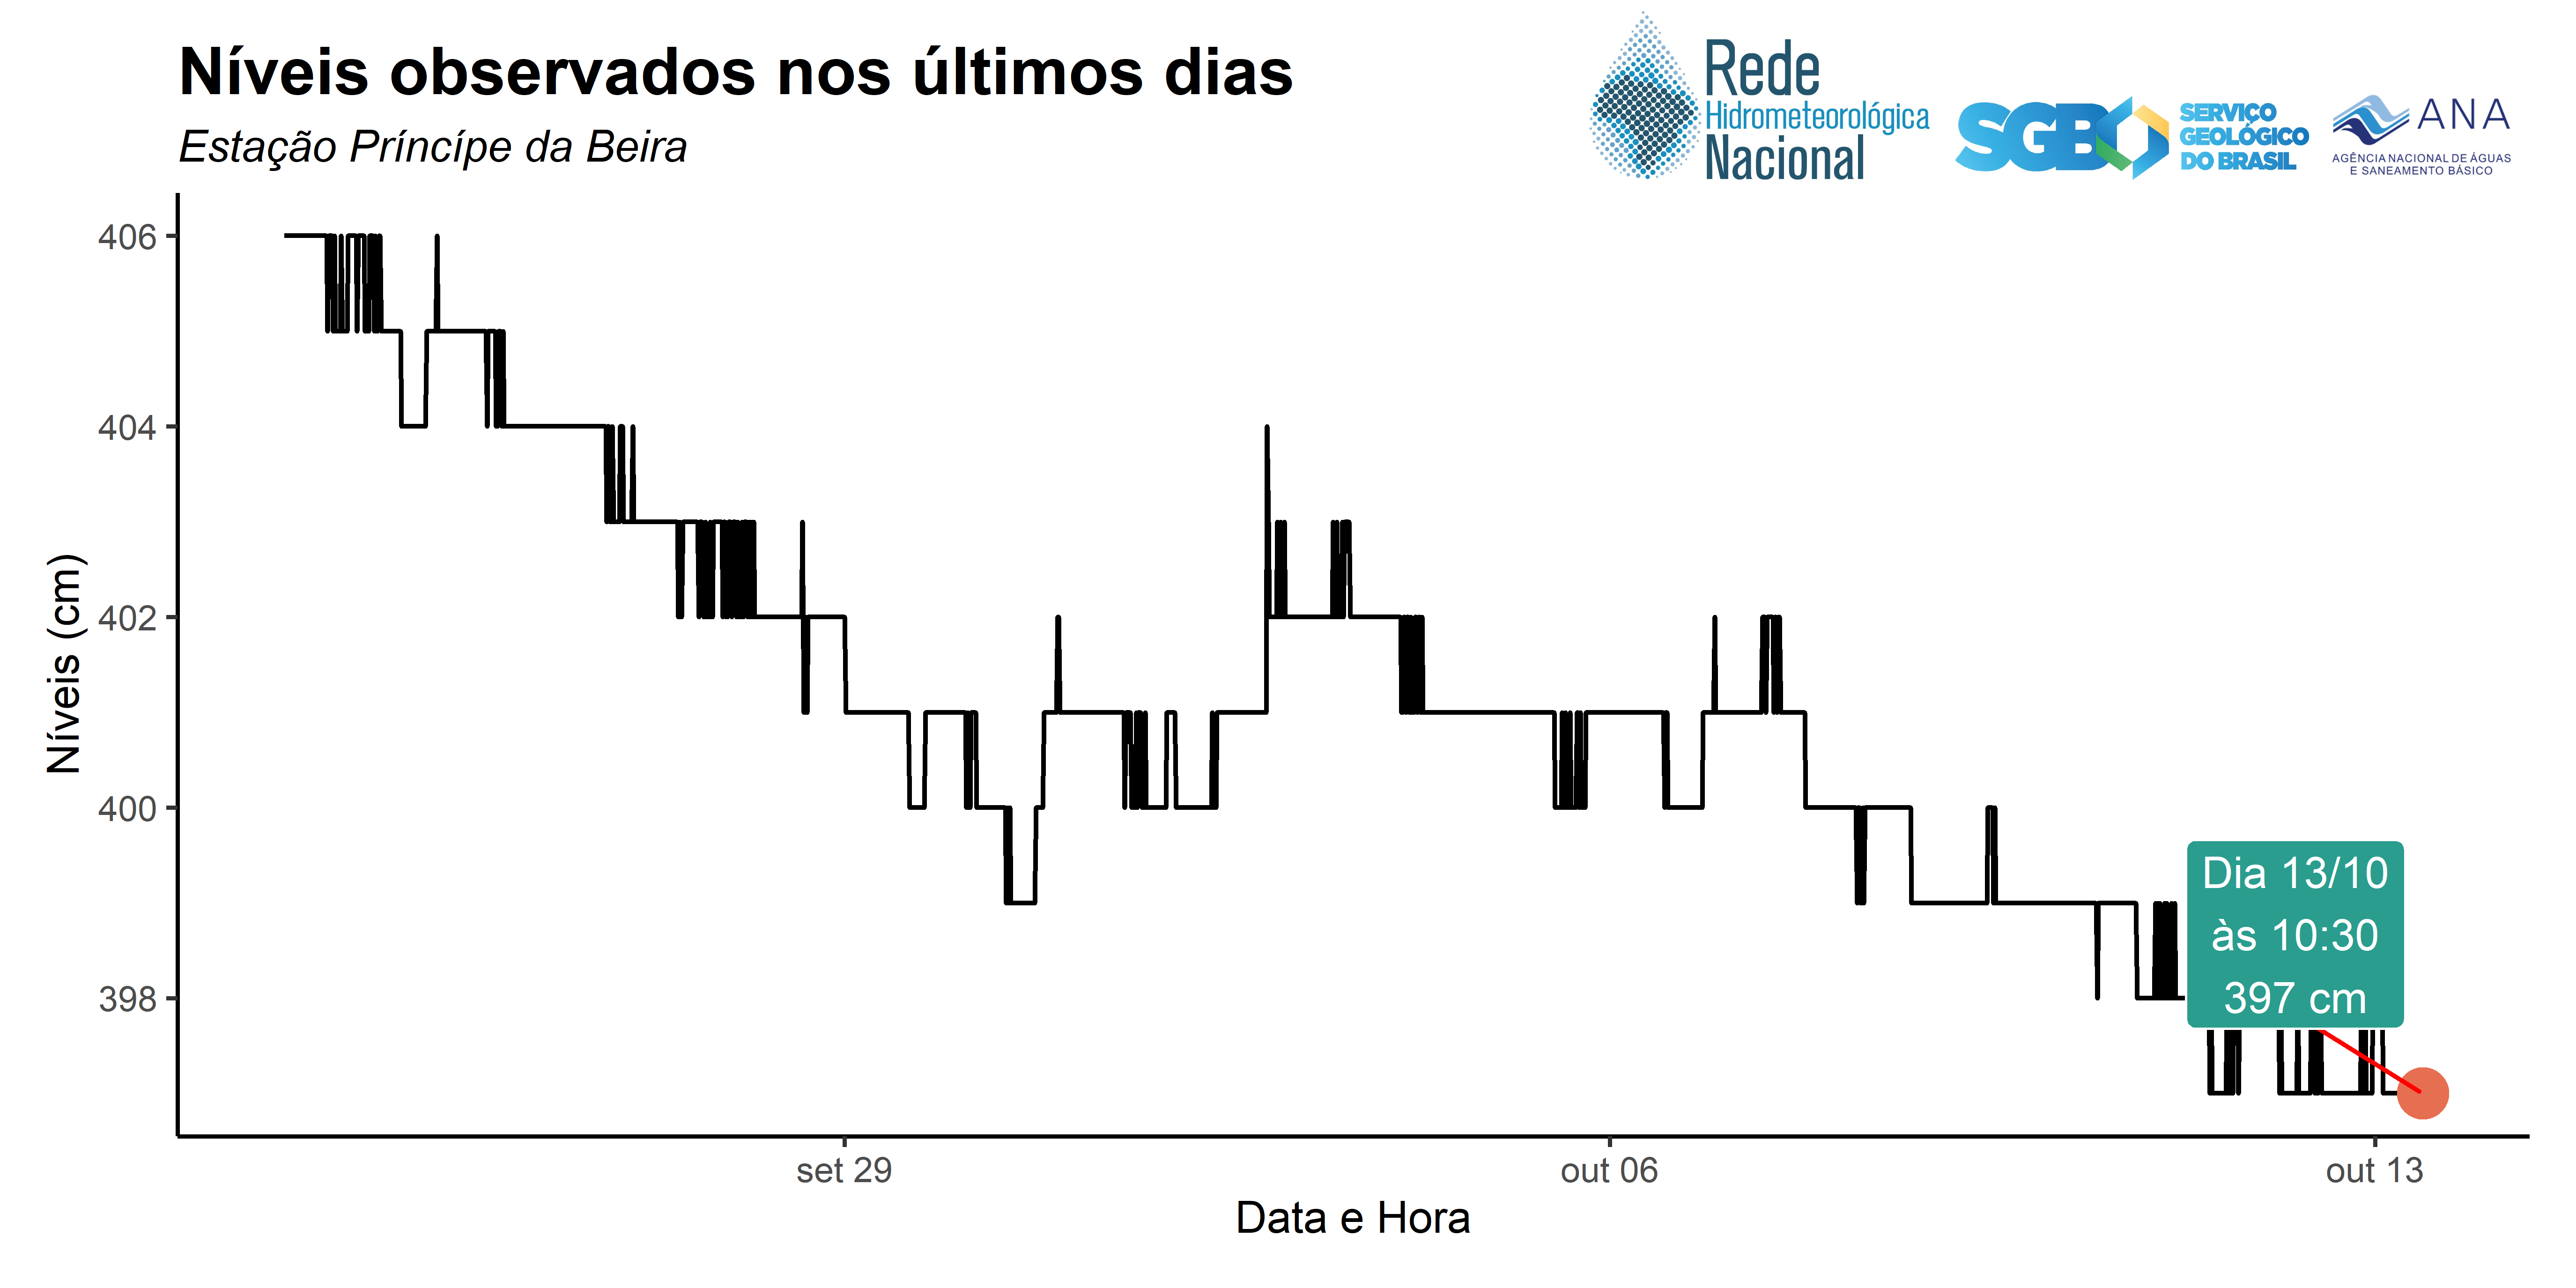 Níveis observados nos últimos dias
Estação Príncípe da Beira
Rede
Hidrometeorológica
Nacional
SGB
SERVIÇO
GEOLÓGICO
DO BRASIL
ANA
AGÊNCIA NACIONAL DE ÁGUAS
E SANEAMENTO BÁSICO
Níveis (cm)
406
404
402
400
398
Dia 13/10
às 10:30
397 cm
set 29
out 06
out 13
Data e Hora